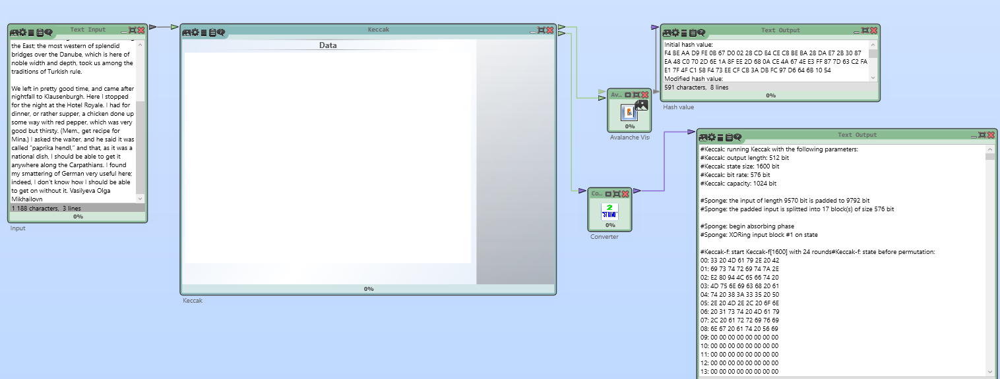 Text Input
the East; the most western of splendid
bridges over the Danube, which is here of
noble width and depth, took us among the
traditions of Turkish rule.
We left in pretty good time, and came after
nightfall to Klausenburgh. Here I stopped
for the night at the Hotel Royale. I had for
dinner, or rather supper, a chicken done up
some way with red pepper, which was very
good but thirsty. (Mem., get recipe for
Mina.) I asked the waiter, and he said it was
called “paprika hendl,” and that, as it was a
national dish, I should be able to get it
anywhere along the Carpathians. I found
my smattering of German very useful here;
indeed, I don’t know how I should be able
to get on without it. Vasilyeva Olga
Mikhailovn
1 188 characters, 3 lines
0%
Input
Keccak
Data
0%
Keccak
Av...
0%
Avalanche Vis
Text Output
Initial hash value:
F4 BE AA D9 FE 0B 67 D0 02 28 CD E4 CE C8 BE BA 28 DA E7 2B 30 87
EA 48 C0 70 2D 6E 1A 8F EE 2D 68 0A CE 4A 67 4E E3 FF 87 7D 63 C2 FA
E1 7F 4F C1 58 F4 73 EE CF CB 3A DB FC 97 D6 64 6B 10 54
Modified hash value:
591 characters, 8 lines
0%
Hash value
Co...
2
"STRING"
0%
Converter
Text Output
#Keccak: running Keccak with the following parameters:
#Keccak: output length: 512 bit
#Keccak: state size: 1600 bit
#Keccak: bit rate: 576 bit
#Keccak: capacity: 1024 bit
#Sponge: the input of length 9570 bit is padded to 9792 bit
#Sponge: the padded input is splitted into 17 block(s) of size 576 bit
#Sponge: begin absorbing phase
#Sponge: XORing input block #1 on state
#Keccak-f: start Keccak-f[1600] with 24 rounds#Keccak-f: state before permutation:
00: 33 20 4D 61 79 2E 20 42
01: 69 73 74 72 69 74 7A 2E
02: E2 80 94 4C 65 66 74 20
03: 4D 75 6E 69 63 68 20 61
04: 74 20 38 3A 33 35 20 50
05: 2E 20 4D 2E 2C 20 6F 6E
06: 20 31 73 74 20 4D 61 79
07: 2C 20 61 72 72 69 76 69
08: 6E 67 20 61 74 20 56 69
09: 00 00 00 00 00 00 00 00
10: 00 00 00 00 00 00 00 00
11: 00 00 00 00 00 00 00 00
12: 00 00 00 00 00 00 00 00
13: 00 00 00 00 00 00 00 00